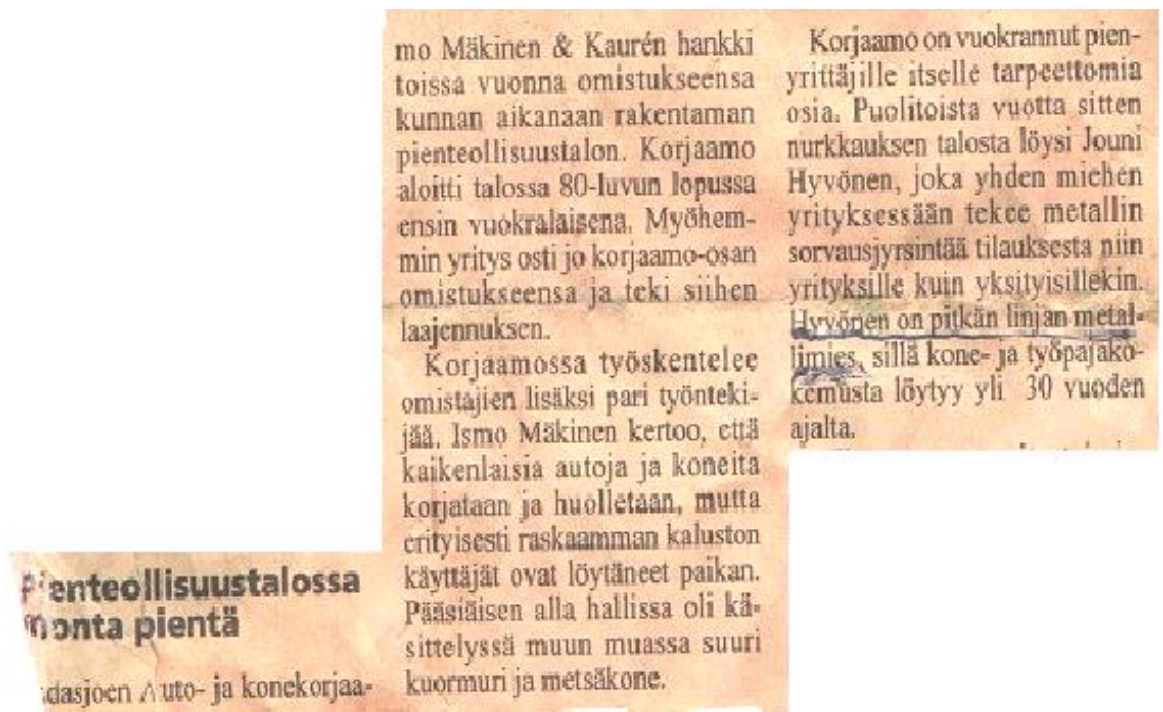 Pienteollisuustalossa
monta pientä
dasjoen Auto- ja konekorjaa-
mo Mäkinen & Kaurén hankki
toissa vuonna omistukseensa
kunnan aikanaan rakentaman
pienteollisuustalon. Korjaamo
aloitti talossa 80-luvun lopussa
ensin vuokralaisena. Myöhem-
min yritys osti jo korjaamo-osan
omistukseensa ja teki siihen
laajennuksen.
Korjaamossa työskentelee
omistajien lisäksi pari työnteki-
jää. Ismo Mäkinen kertoo, että
kaikenlaisia autoja ja koneita
korjataan ja huolletaan, mutta
erityisesti raskaamman kaluston
käyttäjät ovat löytäneet paikan.
Pääsiäisen alla hallissa oli kä-
sittelyssä muun muassa suuri
kuormuri ja metsäkone.
Korjaamo on vuokrannut pien-
yrittäjille itselle tarpeettomia
osia. Puolitoista vuotta sitten
nurkkauksen talosta löysi Jouni
Hyvönen, joka yhden miehen
yrityksessään tekee metallin
sorvausjyrsintää tilauksesta niin
yrityksille kuin yksityisillekin.
Hyvönen on pitkän linjan metal-
limies, sillä kone- ja työpajako-
kemusta löytyy yli 30 vuoden
ajalta.